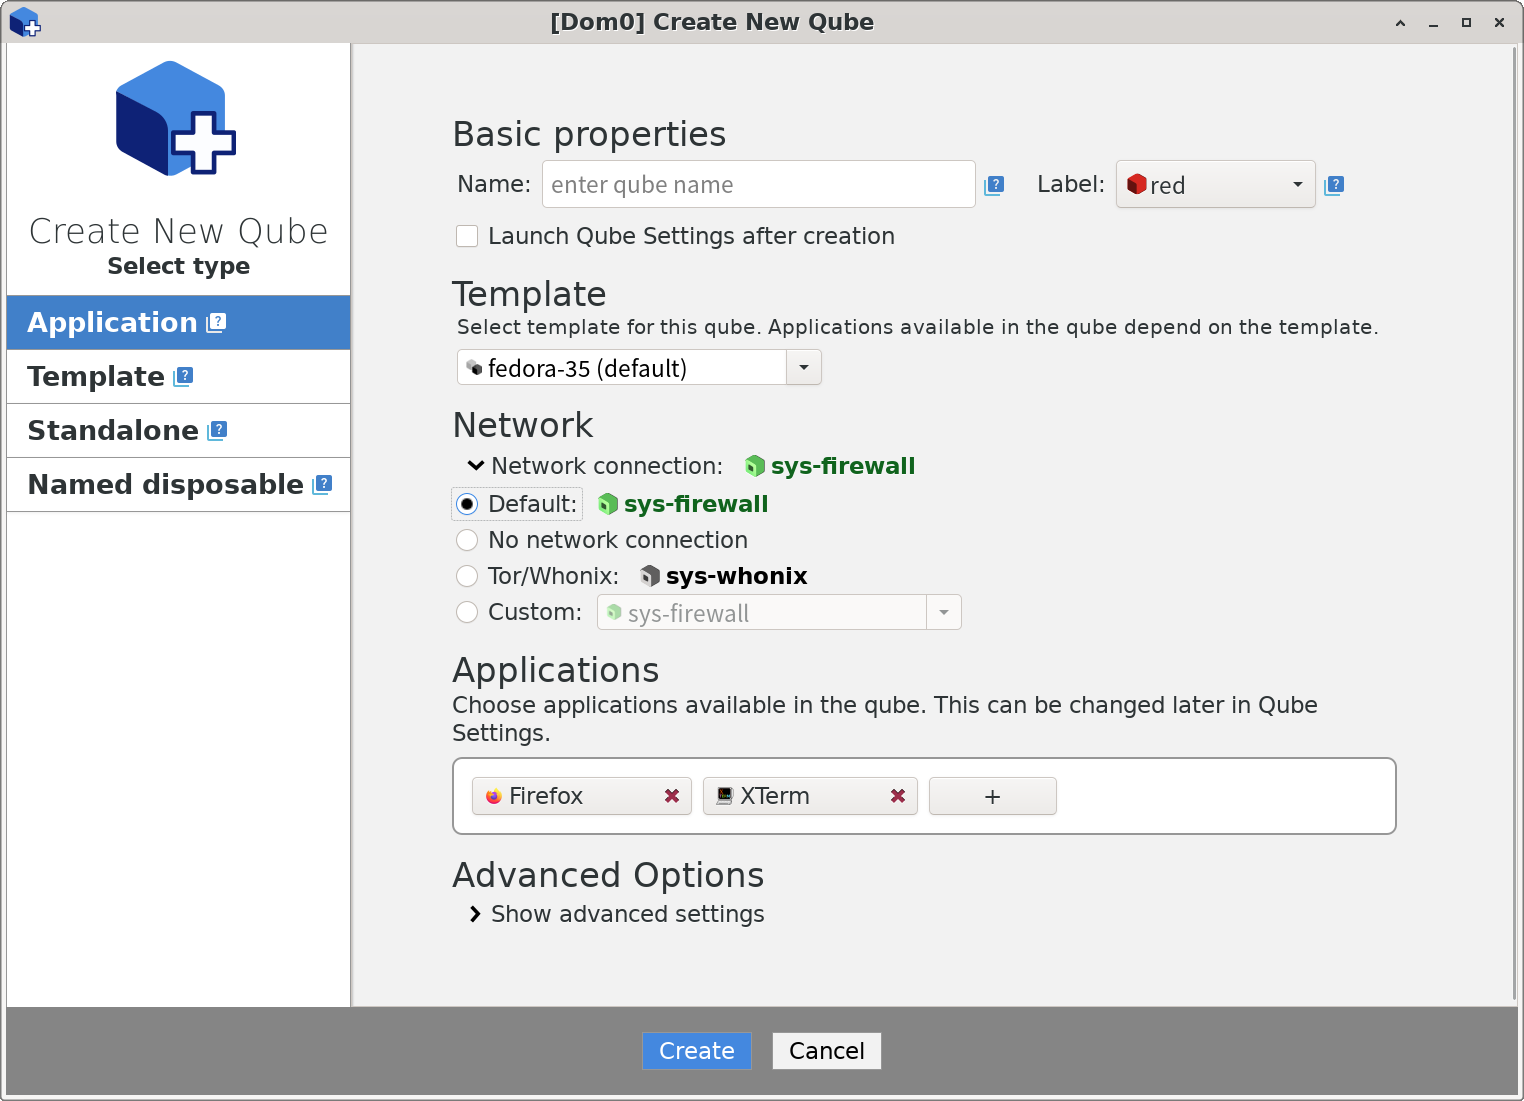 [Dom0] Create New Qube
Create New Qube
Select type
Application ?
Template ?
Standalone ?
Named disposable ?
Basic properties
Name: enter qube name ? Label: red ?
Launch Qube Settings after creation
Template
Select template for this qube. Applications available in the qube depend on the template.
fedora-35 (default)
Network
Network connection: sys-firewall
Default: sys-firewall
No network connection
Tor/Whonix: sys-whonix
Custom: sys-firewall
Applications
Choose applications available in the qube. This can be changed later in Qube
Settings.
Firefox XTerm +
Advanced Options
Show advanced settings
Create Cancel